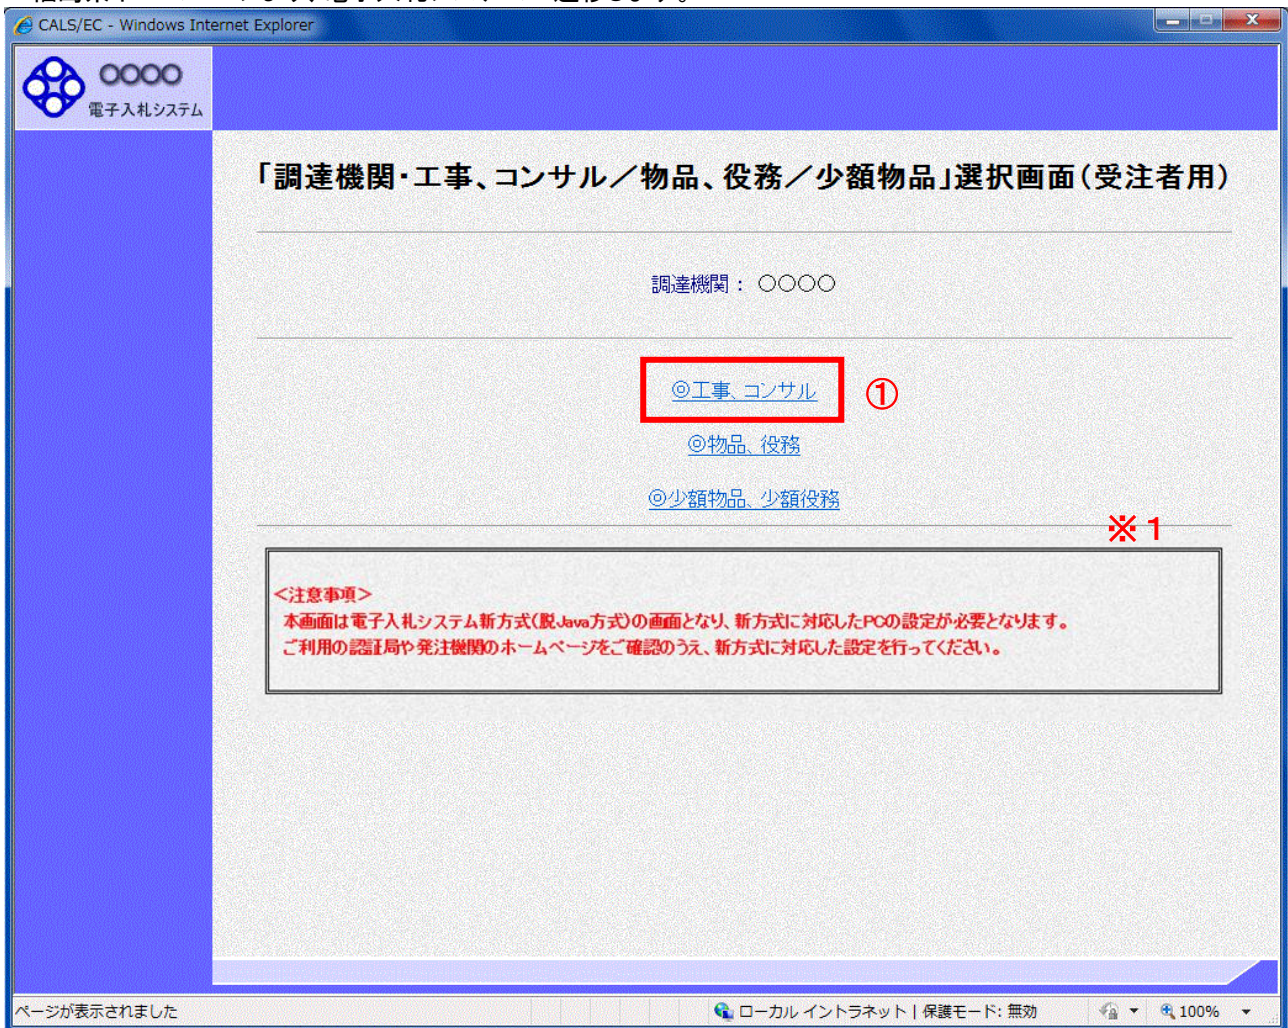 CALS/EC - Windows Internet Explorer
○○○○
電子入札システム
「調達機関・工事、コンサル／物品、役務／少額物品」選択画面(受注者用)
調達機関： ○○○○
◎工事、コンサル
①
◎物品、役務
◎少額物品、少額役務
※１
＜注意事項＞
本画面は電子入札システム新方式(脱Java方式)の画面となり、新方式に対応したPCの設定が必要となります。
ご利用の認証局や発注機関のホームページをご確認のうえ、新方式に対応した設定を行ってください。
ページが表示されました
ローカル イントラネット | 保護モード: 無効
100%